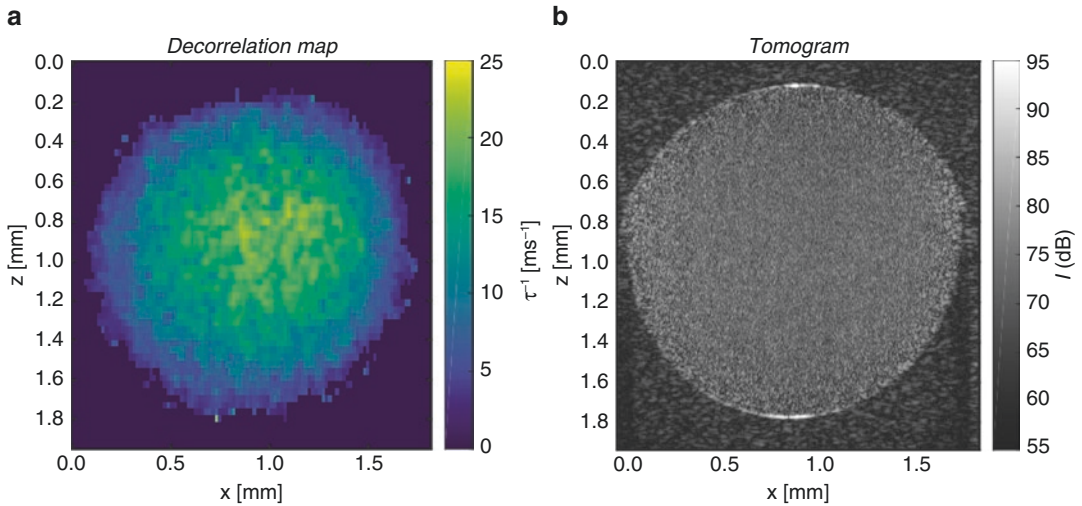 a
Decorrelation map
0.0
0.2
0.4
0.6
0.8
1.0
1.2
1.4
1.6
1.8
z [mm]
0.0 0.5 1.0 1.5
x [mm]
25
20
15
10
5
0
τ⁻¹ [ms⁻¹]
b
Tomogram
0.0
0.2
0.4
0.6
0.8
1.0
1.2
1.4
1.6
1.8
z [mm]
0.0 0.5 1.0 1.5
x [mm]
95
90
85
80
75
70
65
60
55
I (dB)